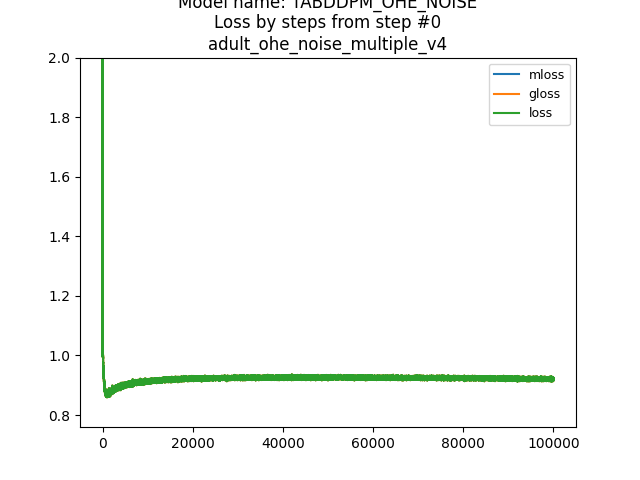 Model name: TABDDPM_OHE_NOISE
Loss by steps from step #0
adult_ohe_noise_multiple_v4
2.0
mloss
gloss
loss
1.8
1.6
1.4
1.2
1.0
0.8
0 20000 40000 60000 80000 100000